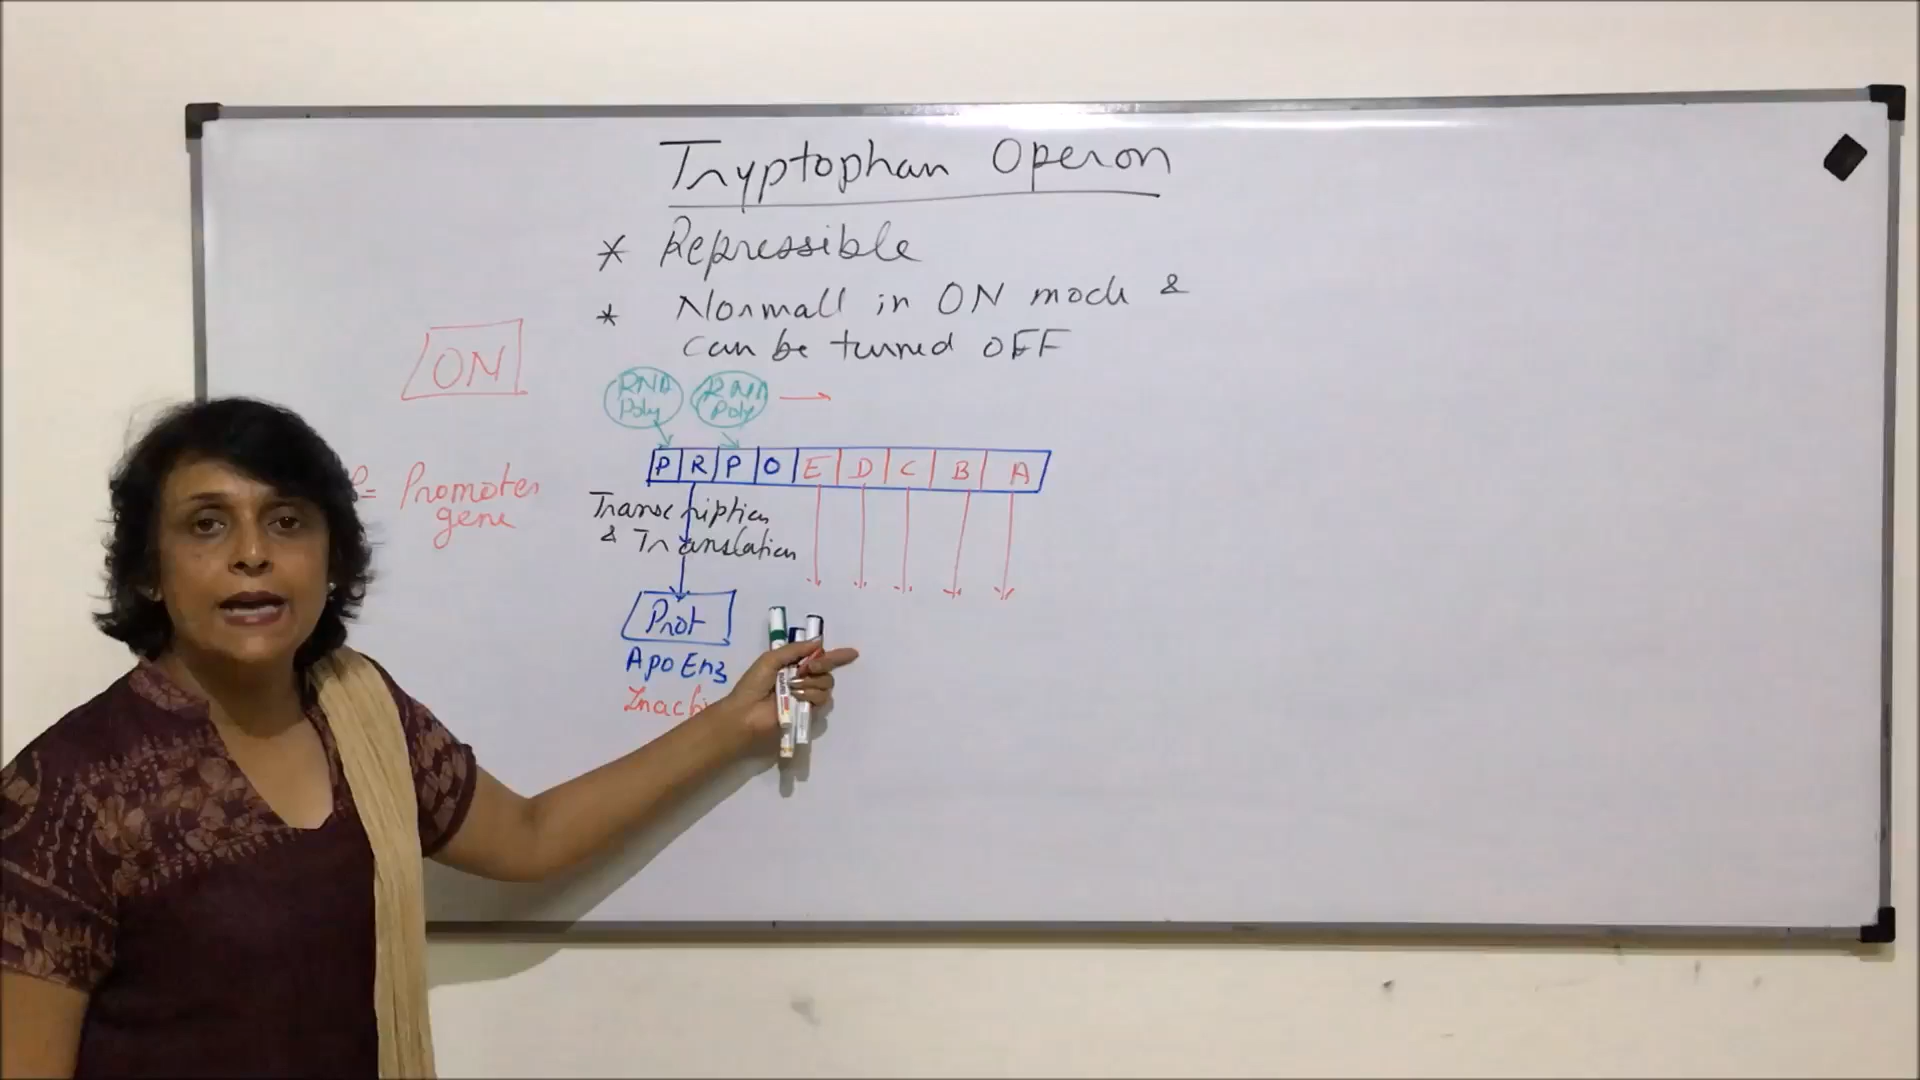 Tryptophan Operon
* Repressible
* Normall in ON mode &
can be turned OFF
ON
RNA Poly
RNA Poly
P R P O E D C B A
P = Promoter
gene
Transcription
& Translation
Prot
Apo Enz
Inacti